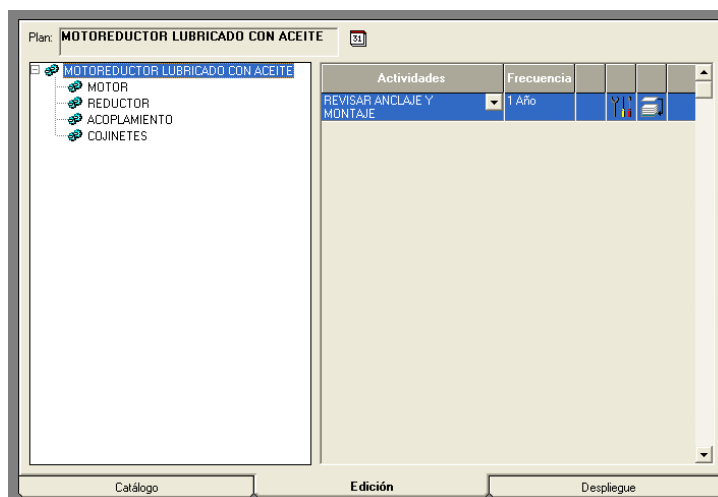 Plan: MOTOREDUCTOR LUBRICADO CON ACEITE
31
MOTOREDUCTOR LUBRICADO CON ACEITE
MOTOR
REDUCTOR
ACOPLAMIENTO
COJINETES
Actividades Frecuencia
REVISAR ANCLAJE Y 1 Año
MONTAJE
Catálogo Edición Despliegue